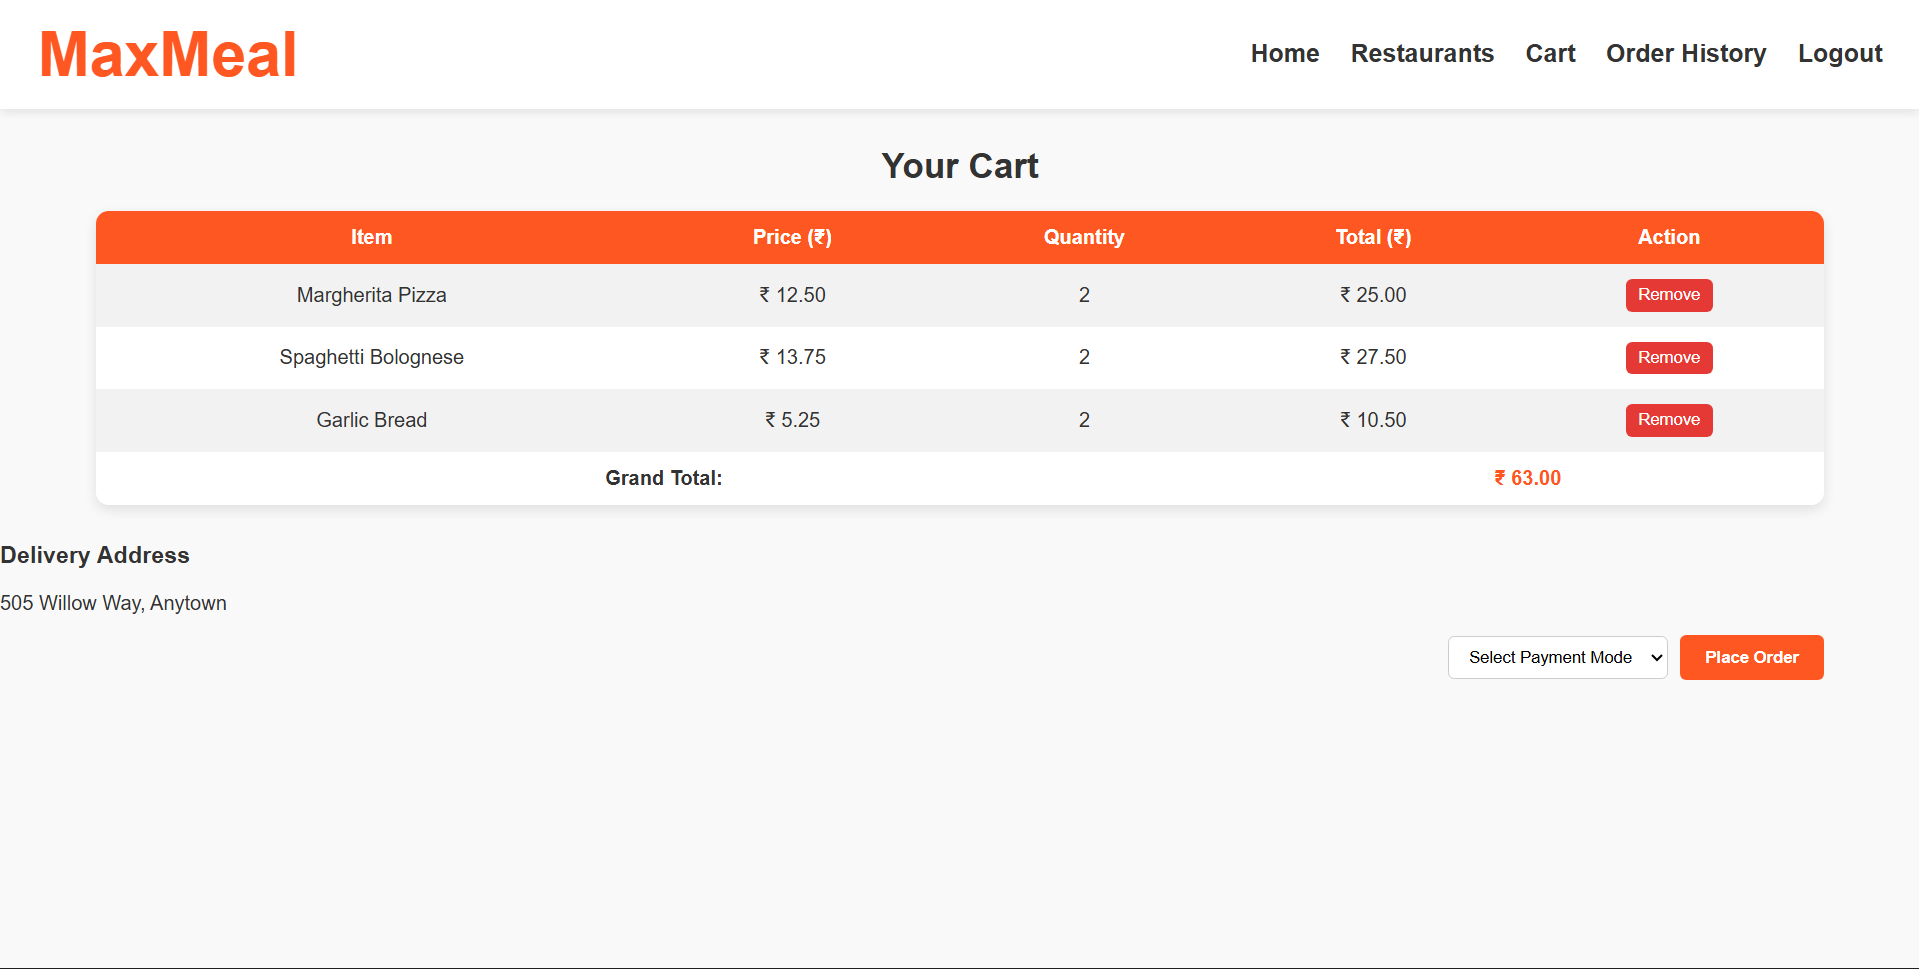 MaxMeal
Home Restaurants Cart Order History Logout
Your Cart
Item Price (₹) Quantity Total (₹) Action
Margherita Pizza ₹ 12.50 2 ₹ 25.00 Remove
Spaghetti Bolognese ₹ 13.75 2 ₹ 27.50 Remove
Garlic Bread ₹ 5.25 2 ₹ 10.50 Remove
Grand Total: ₹ 63.00
Delivery Address
505 Willow Way, Anytown
Select Payment Mode Place Order